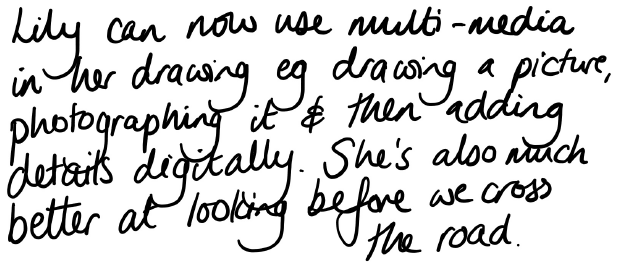 Lily can now use multi-media
in her drawing eg drawing a picture,
photographing it & then adding
details digitally. She's also much
better at looking before we cross
the road.